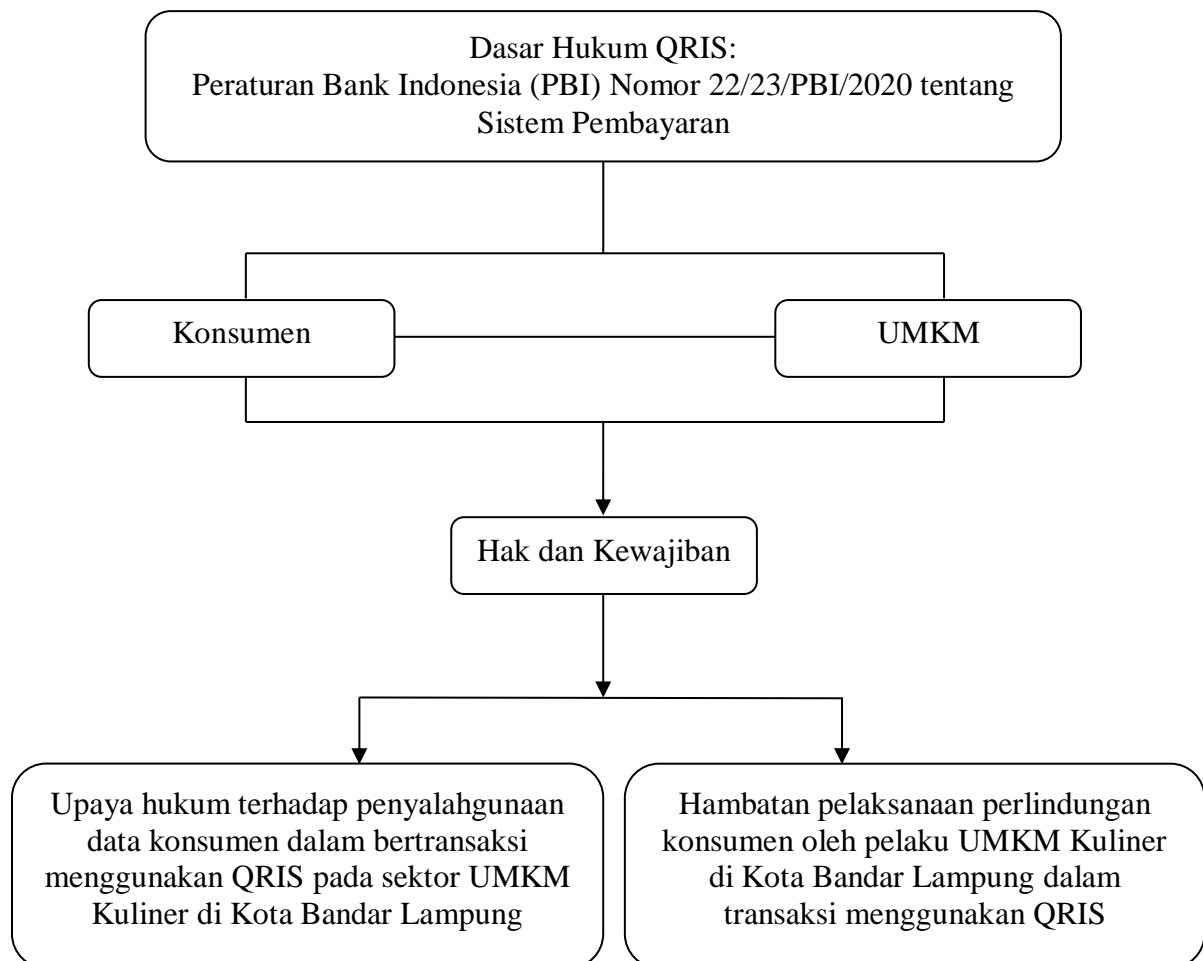 Dasar Hukum QRIS:
Peraturan Bank Indonesia (PBI) Nomor 22/23/PBI/2020 tentang
Sistem Pembayaran
Konsumen
UMKM
Hak dan Kewajiban
Upaya hukum terhadap penyalahgunaan
data konsumen dalam bertransaksi
menggunakan QRIS pada sektor UMKM
Kuliner di Kota Bandar Lampung
Hambatan pelaksanaan perlindungan
konsumen oleh pelaku UMKM Kuliner
di Kota Bandar Lampung dalam
transaksi menggunakan QRIS